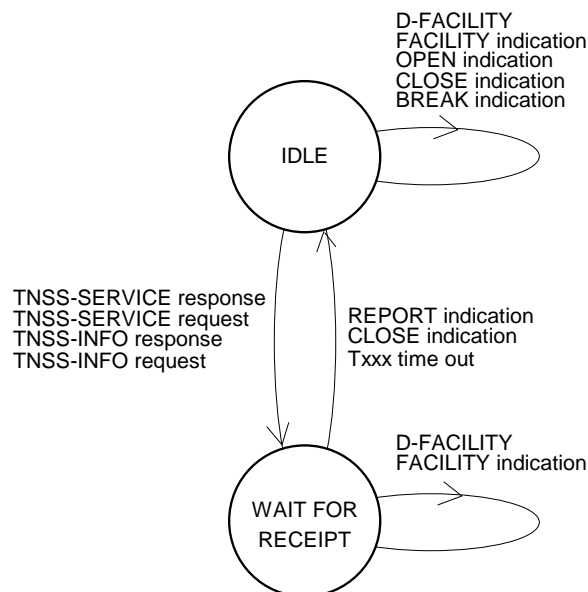 D-FACILITY
FACILITY indication
OPEN indication
CLOSE indication
BREAK indication
IDLE
TNSS-SERVICE response
TNSS-SERVICE request
TNSS-INFO response
TNSS-INFO request
REPORT indication
CLOSE indication
Txxx time out
D-FACILITY
FACILITY indication
WAIT FOR
RECEIPT